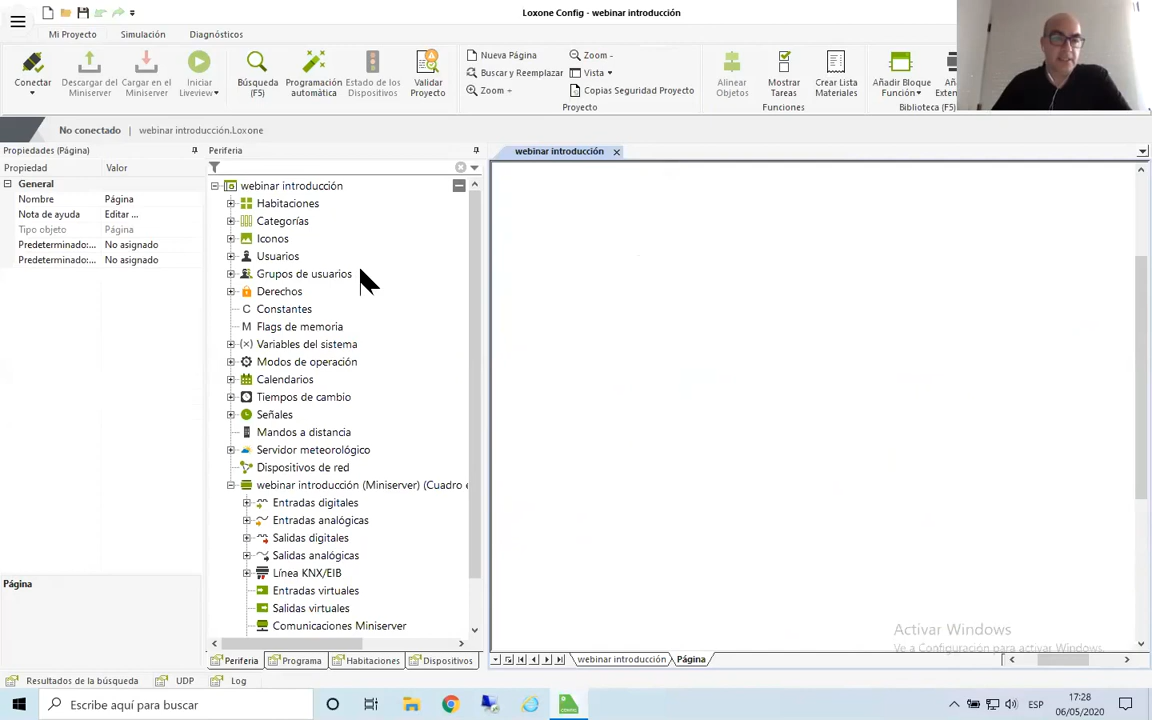 Loxone Config - webinar introducción
Mi Proyecto
Simulación
Diagnósticos
Conectar
Descargar del Miniserver
Cargar en el Miniserver
Iniciar Liveview
Búsqueda (F5)
Programación automática
Estado de los Dispositivos
Validar Proyecto
Nueva Página
Buscar y Reemplazar
Zoom +
Zoom -
Vista
Copias Seguridad Proyecto
Proyecto
Alinear Objetos
Mostrar Tareas
Crear Lista Materiales
Funciones
Añadir Bloque Función
Biblioteca (F5)
No conectado
webinar introducción.Loxone
Propiedades (Página)
Propiedad Valor
General
Nombre Página
Nota de ayuda Editar ...
Tipo objeto Página
Predeterminado:... No asignado
Predeterminado:... No asignado
Página
Periferia
webinar introducción
Habitaciones
Categorías
Iconos
Usuarios
Grupos de usuarios
Derechos
C Constantes
M Flags de memoria
(x) Variables del sistema
Modos de operación
Calendarios
Tiempos de cambio
Señales
Mandos a distancia
Servidor meteorológico
Dispositivos de red
webinar introducción (Miniserver) (Cuadro e
Entradas digitales
Entradas analógicas
Salidas digitales
Salidas analógicas
Línea KNX/EIB
Entradas virtuales
Salidas virtuales
Comunicaciones Miniserver
Periferia
Programa
Habitaciones
Dispositivos
webinar introducción
Activar Windows
Ve a Configuración para activar Windows.
webinar introducción
Página
Resultados de la búsqueda
UDP
Log
Escribe aquí para buscar
ESP
17:28
06/05/2020